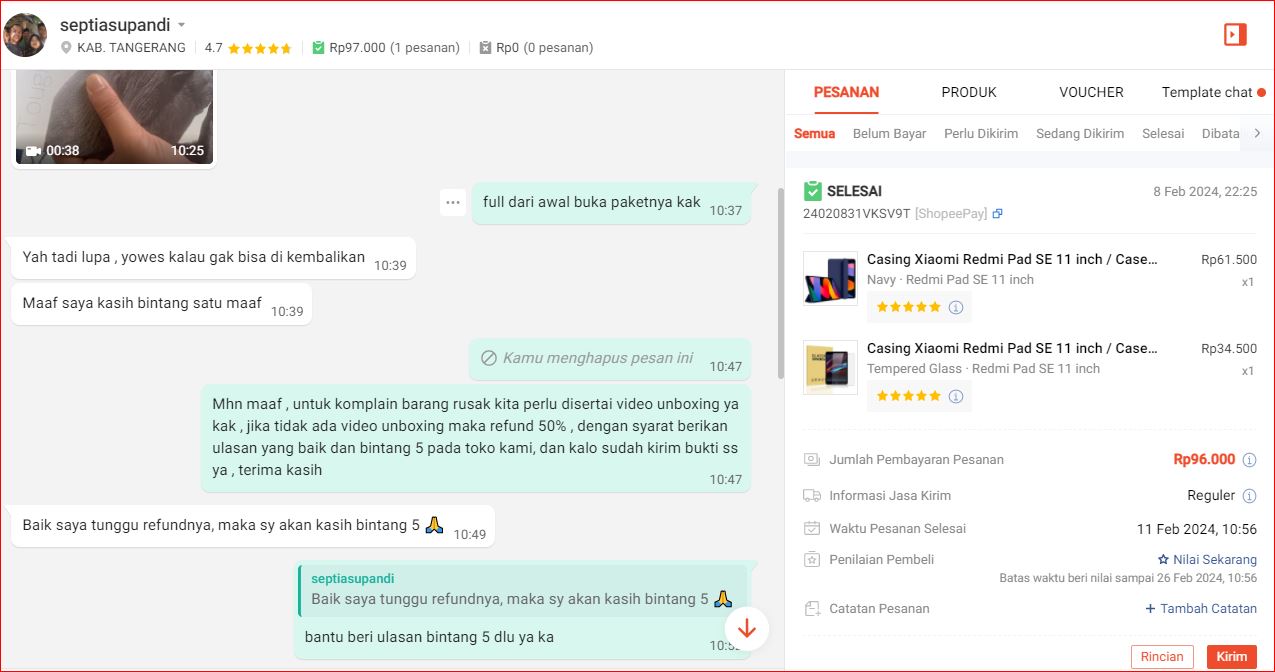 septiasupandi
KAB. TANGERANG
4.7
Rp97.000 (1 pesanan)
Rp0 (0 pesanan)
00:38
10:25
full dari awal buka paketnya kak
10:37
Yah tadi lupa , yowes kalau gak bisa di kembalikan
10:39
Maaf saya kasih bintang satu maaf
10:39
Kamu menghapus pesan ini
10:47
Mhn maaf , untuk komplain barang rusak kita perlu disertai video unboxing ya
kak , jika tidak ada video unboxing maka refund 50% , dengan syarat berikan
ulasan yang baik dan bintang 5 pada toko kami, dan kalo sudah kirim bukti ss
ya , terima kasih
10:47
Baik saya tunggu refundnya, maka sy akan kasih bintang 5 🙏
10:49
septiasupandi
Baik saya tunggu refundnya, maka sy akan kasih bintang 5 🙏
bantu beri ulasan bintang 5 dlu ya ka
PESANAN
PRODUK
VOUCHER
Template chat
Semua
Belum Bayar
Perlu Dikirim
Sedang Dikirim
Selesai
Dibata
SELESAI
8 Feb 2024, 22:25
24020831VKSV9T [ShopeePay]
Casing Xiaomi Redmi Pad SE 11 inch / Case...
Rp61.500
Navy · Redmi Pad SE 11 inch
x1
Casing Xiaomi Redmi Pad SE 11 inch / Case...
Rp34.500
Tempered Glass · Redmi Pad SE 11 inch
x1
Jumlah Pembayaran Pesanan
Rp96.000
Informasi Jasa Kirim
Reguler
Waktu Pesanan Selesai
11 Feb 2024, 10:56
Penilaian Pembeli
Nilai Sekarang
Batas waktu beri nilai sampai 26 Feb 2024, 10:56
Catatan Pesanan
+ Tambah Catatan
Rincian
Kirim